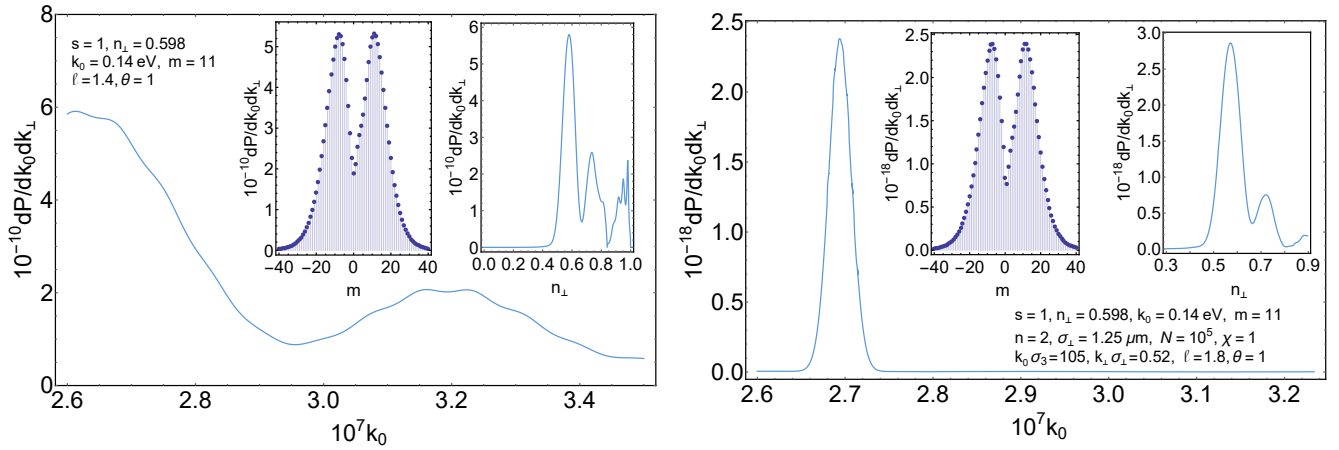 s = 1, n⊥ = 0.598
k₀ = 0.14 eV, m = 11
ℓ = 1.4, θ = 1
10⁻¹⁰dP/dk₀dk⊥
8
6
4
2
0
2.6 2.8 3.0 3.2 3.4
10⁷k₀
10⁻¹⁰dP/dk₀dk⊥
5
4
3
2
1
0
−40 −20 0 20 40
m
10⁻¹⁰dP/dk₀dk⊥
6
5
4
3
2
1
0
0.0 0.2 0.4 0.6 0.8 1.0
n⊥
10⁻¹⁸dP/dk₀dk⊥
2.5
2.0
1.5
1.0
0.5
0.0
2.6 2.7 2.8 2.9 3.0 3.1 3.2
10⁷k₀
10⁻¹⁸dP/dk₀dk⊥
2.5
2.0
1.5
1.0
0.5
0.0
−40 −20 0 20 40
m
10⁻¹⁸dP/dk₀dk⊥
3.0
2.5
2.0
1.5
1.0
0.5
0.0
0.3 0.5 0.7 0.9
n⊥
s = 1, n⊥ = 0.598, k₀ = 0.14 eV, m = 11
n = 2, σ⊥ = 1.25 μm, N = 10⁵, χ = 1
k₀σ₃=105, k⊥σ⊥=0.52, ℓ = 1.8, θ = 1